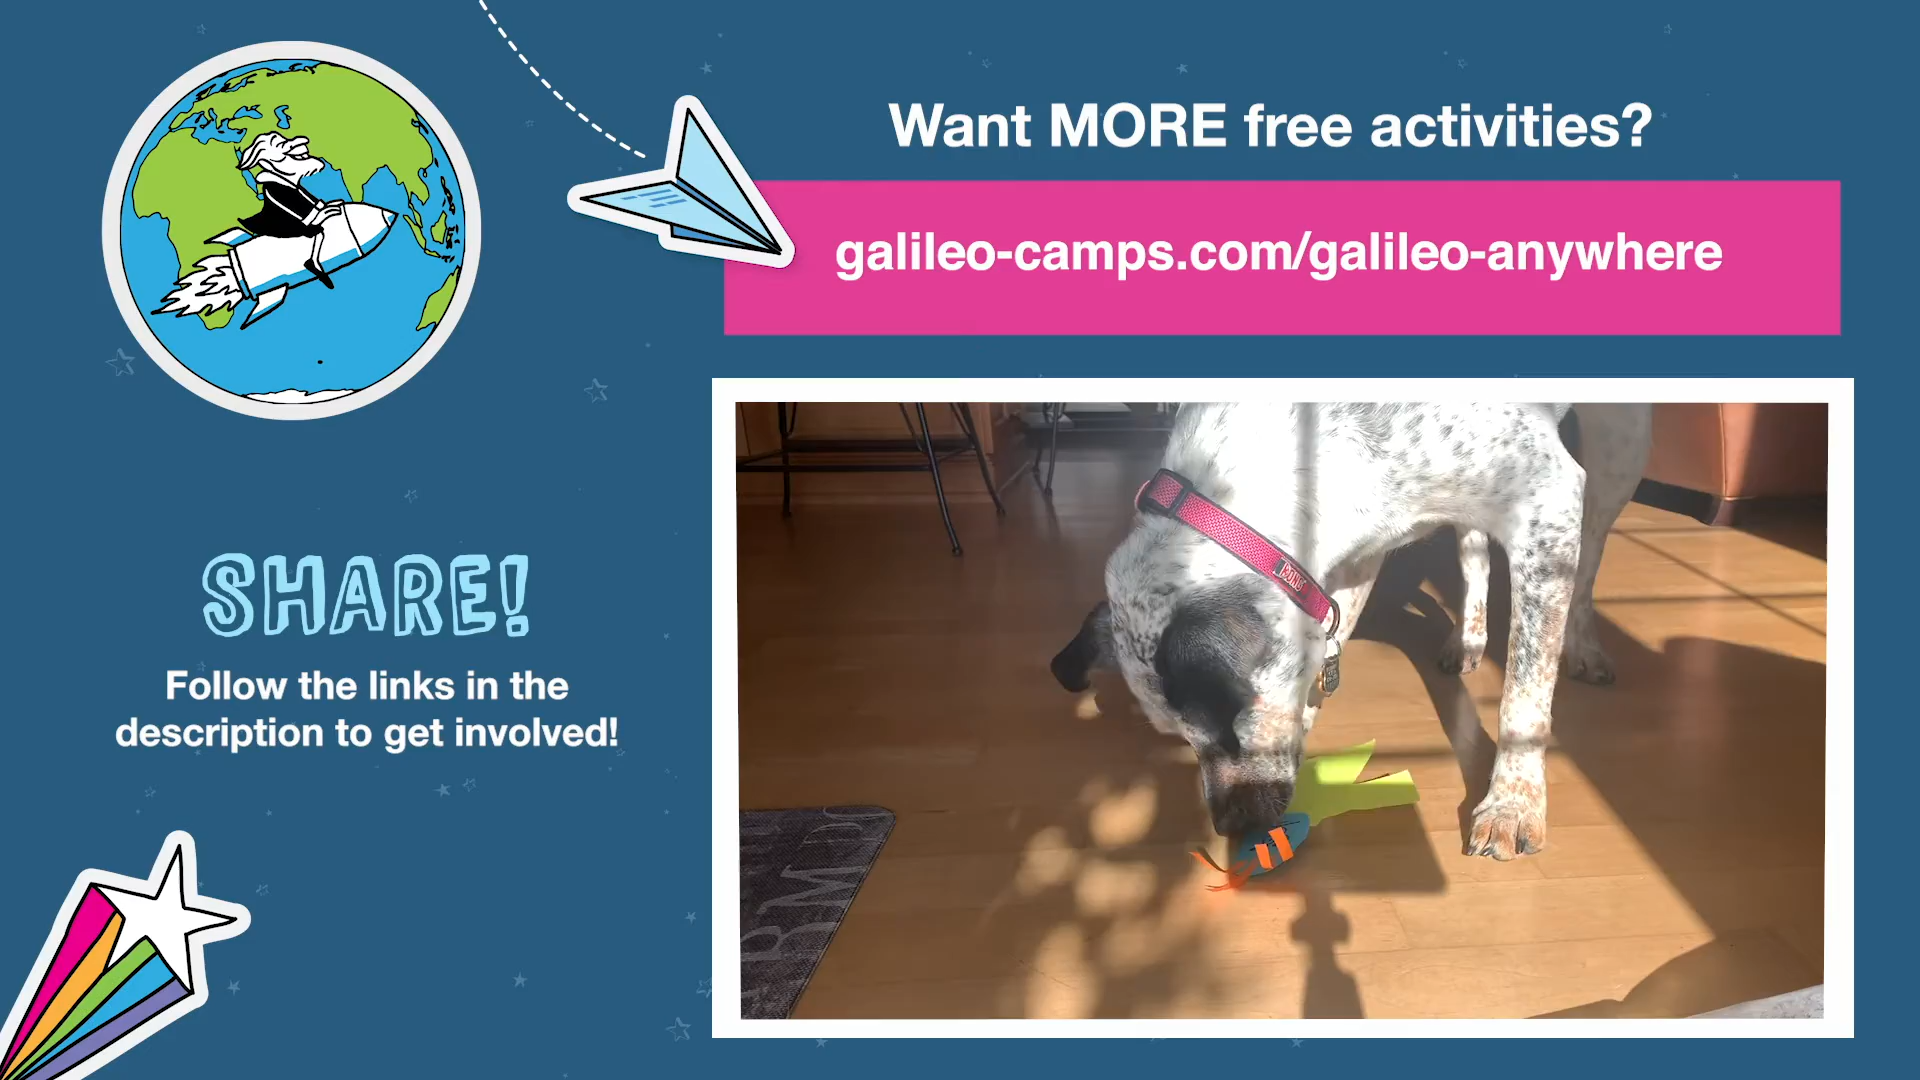 Want MORE free activities?
galileo-camps.com/galileo-anywhere
SHARE!
Follow the links in the
description to get involved!
KONG